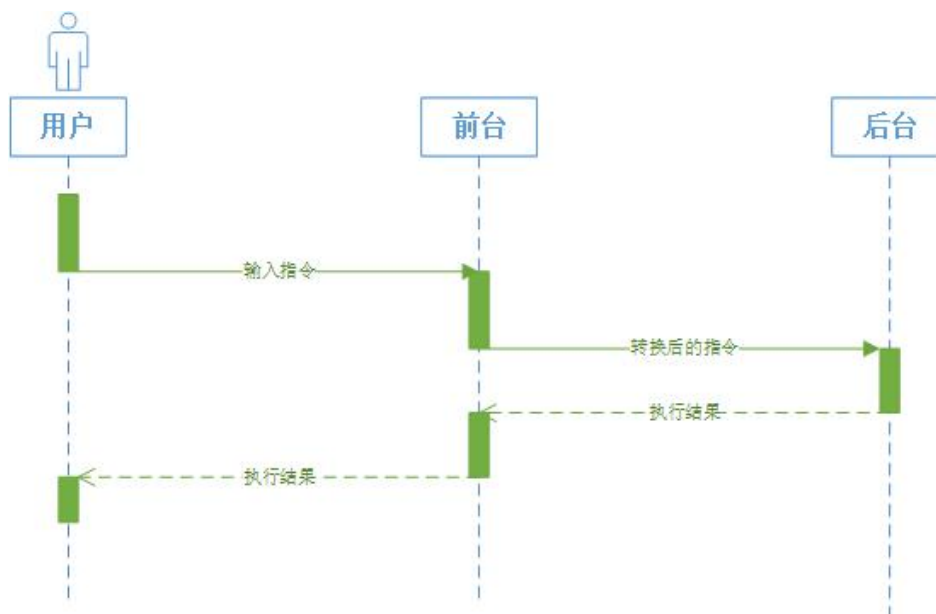 用户
前台
后台
输入指令
转换后的指令
执行结果
执行结果